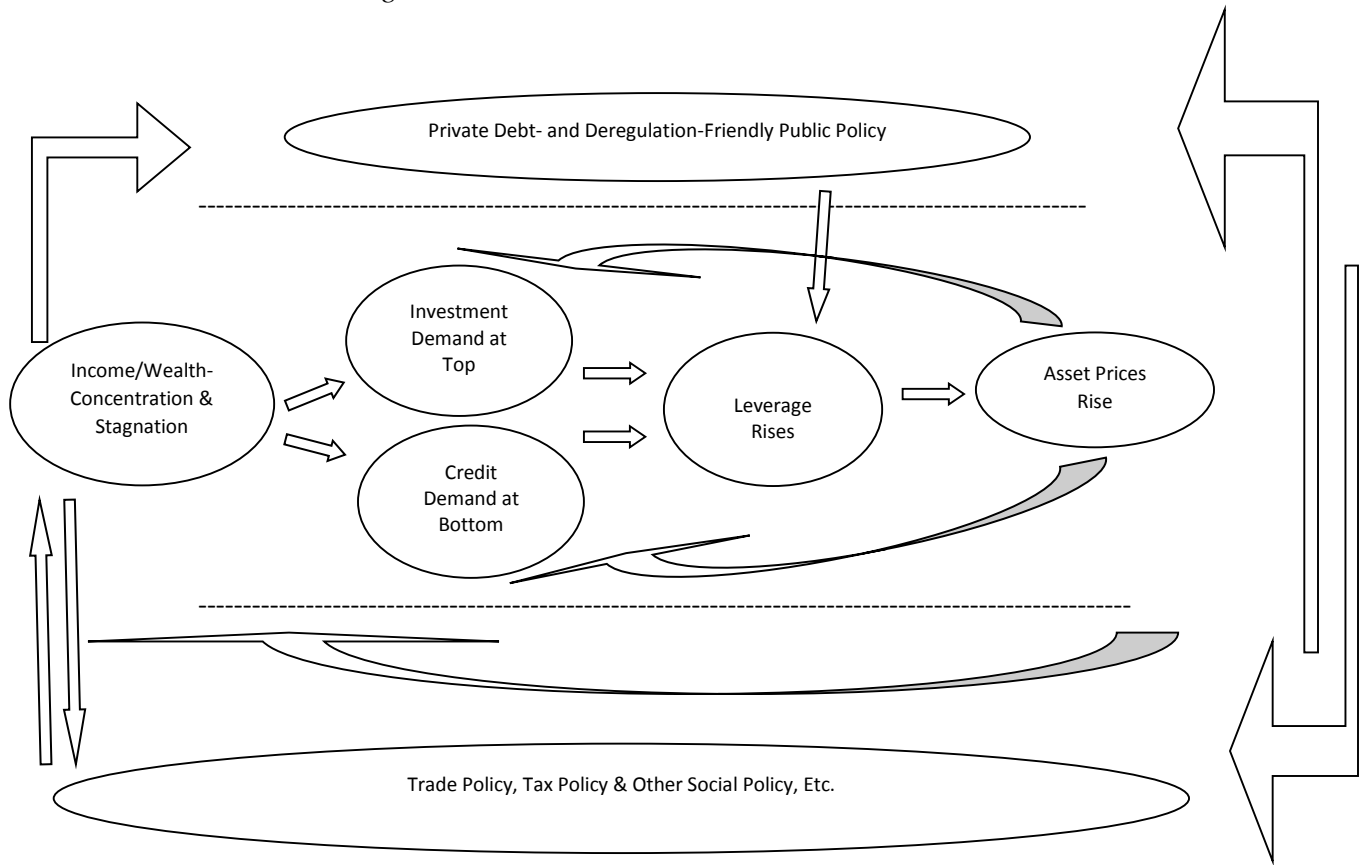 Private Debt- and Deregulation-Friendly Public Policy
Income/Wealth-
Concentration &
Stagnation
Investment
Demand at
Top
Credit
Demand at
Bottom
Leverage
Rises
Asset Prices
Rise
Trade Policy, Tax Policy & Other Social Policy, Etc.